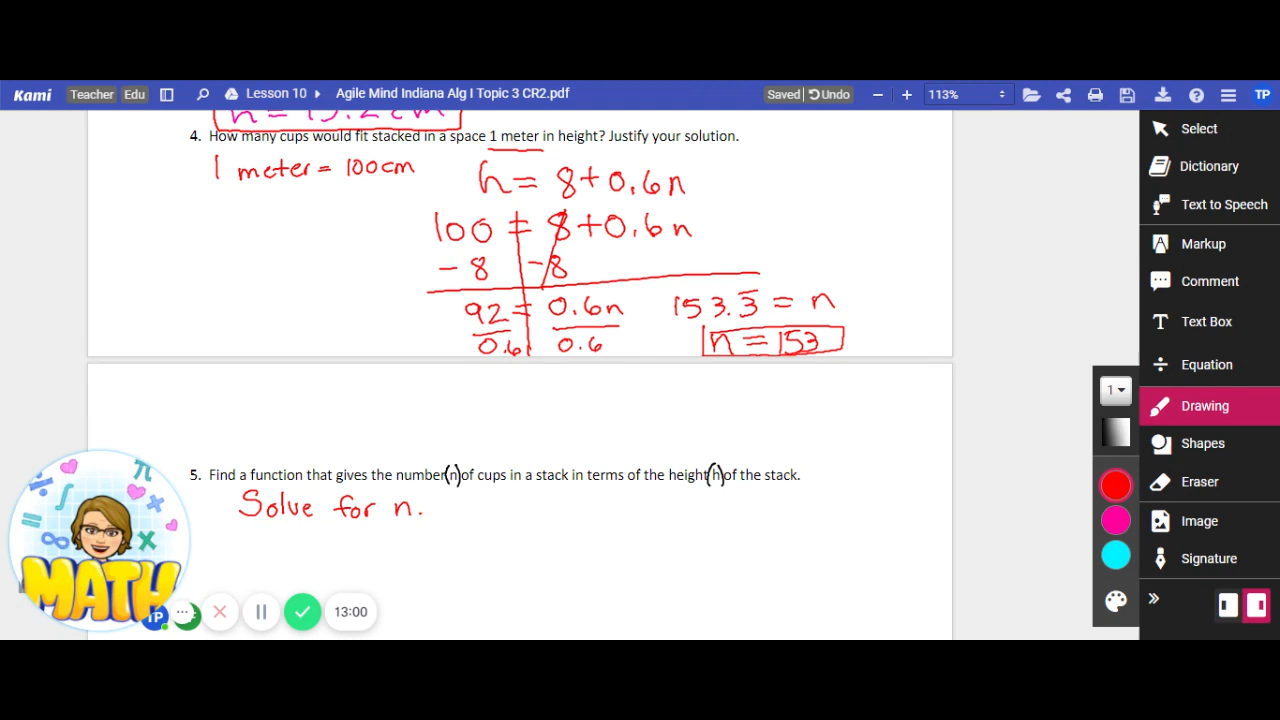 Kami Teacher Edu Lesson 10 Agile Mind Indiana Alg I Topic 3 CR2.pdf Saved Undo 113% TP
4. How many cups would fit stacked in a space 1 meter in height? Justify your solution.
1 meter = 100cm
h = 8 + 0.6n
100 = 8 + 0.6n
- 8 - 8
92 = 0.6n 153.3̅ = n
0.6 0.6 n = 153
5. Find a function that gives the number(n)of cups in a stack in terms of the height(h)of the stack.
Solve for n.
MATH
TP
13:00
Select
Dictionary
Text to Speech
Markup
Comment
Text Box
Equation
1
Drawing
Shapes
Eraser
Image
Signature